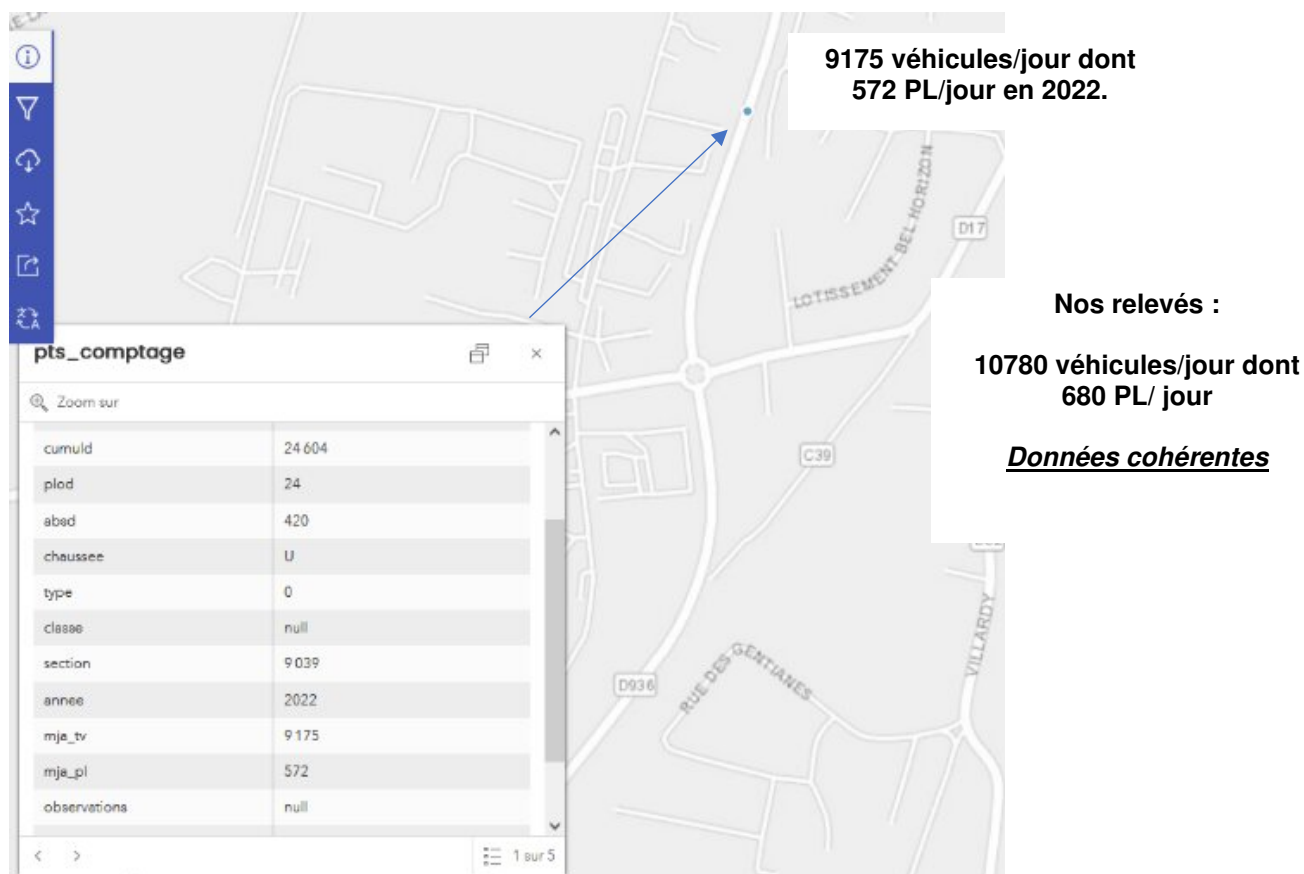 9175 véhicules/jour dont
572 PL/jour en 2022.
LOTISSEMENT BEL HORIZON
D17
Nos relevés :
10780 véhicules/jour dont
680 PL/ jour
Données cohérentes
C39
VILLARDY
RUE DES GENTIANES
D936
pts_comptage
Zoom sur
cumuld 24 604
plod 24
absd 420
chaussee U
type 0
classe null
section 9 039
annee 2022
mja_tv 9 175
mja_pl 572
observations null
1 sur 5